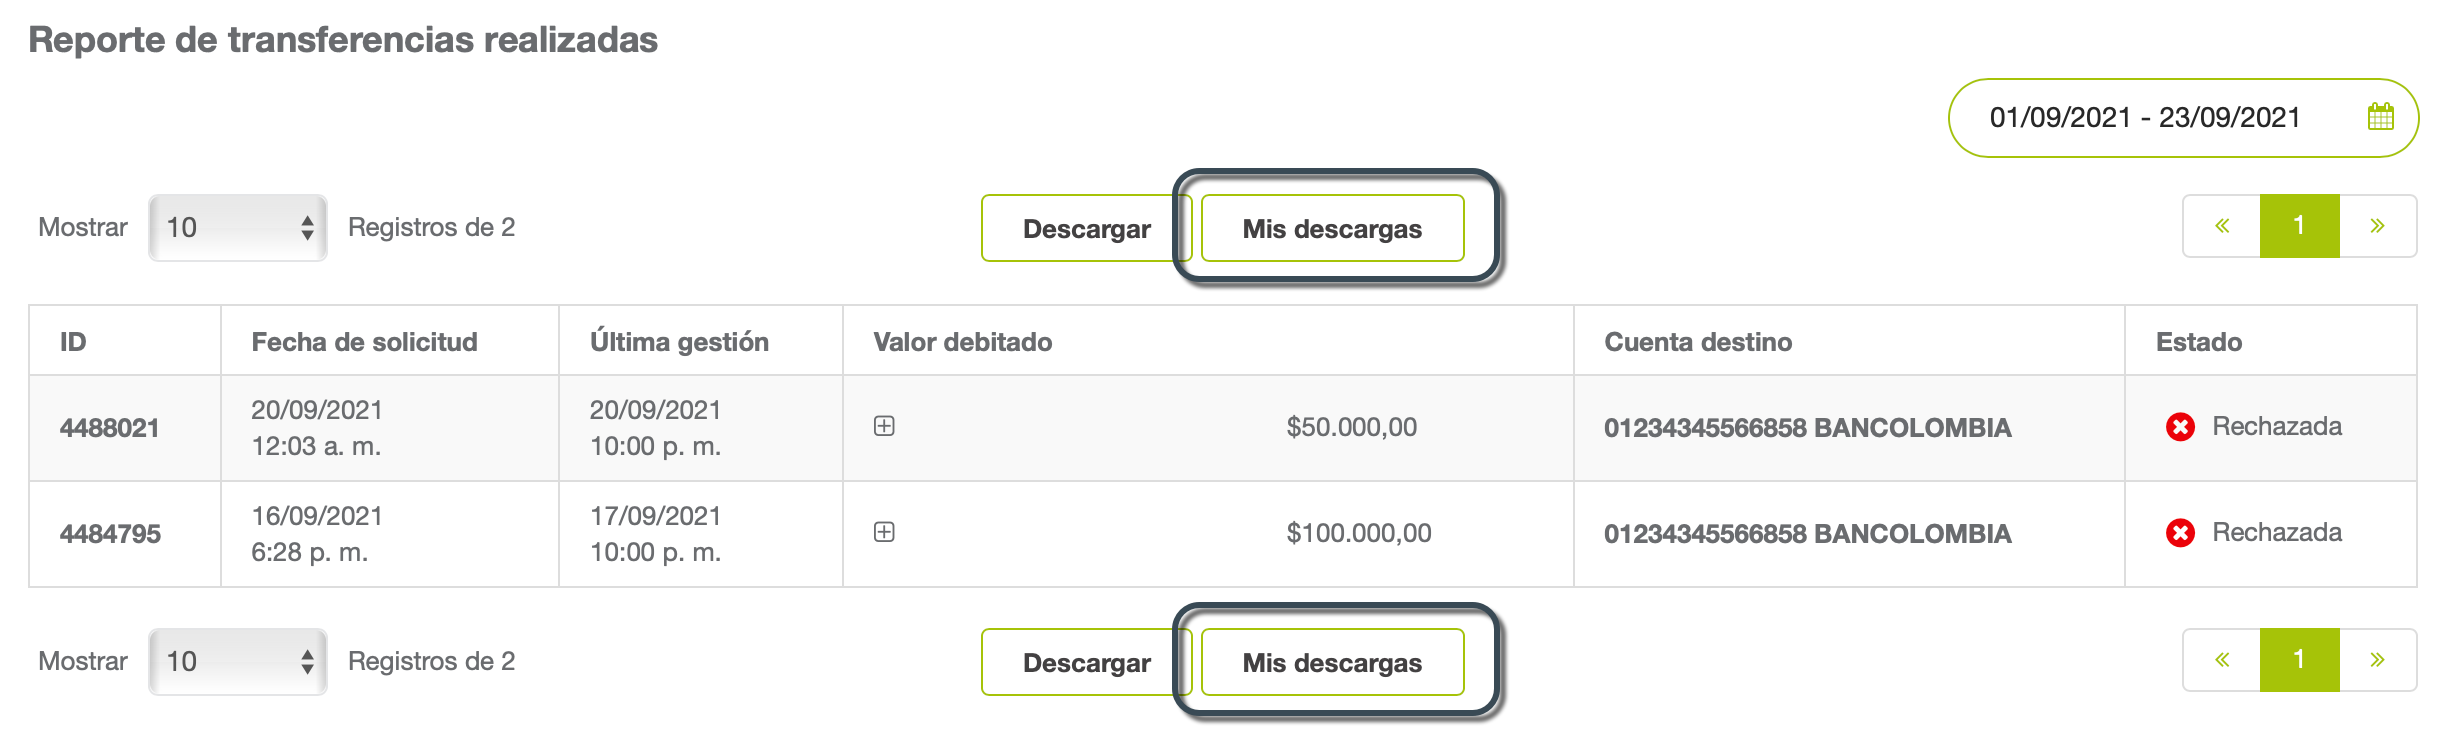 Reporte de transferencias realizadas
01/09/2021 - 23/09/2021
Mostrar 10 Registros de 2 Descargar Mis descargas « 1 »
ID Fecha de solicitud Última gestión Valor debitado Cuenta destino Estado
20/09/2021 20/09/2021
4488021 $50.000,00 01234345566858 BANCOLOMBIA Rechazada
12:03 a. m. 10:00 p. m.
16/09/2021 17/09/2021
4484795 $100.000,00 01234345566858 BANCOLOMBIA Rechazada
6:28 p. m. 10:00 p. m.
Mostrar 10 Registros de 2 Descargar Mis descargas « 1 »